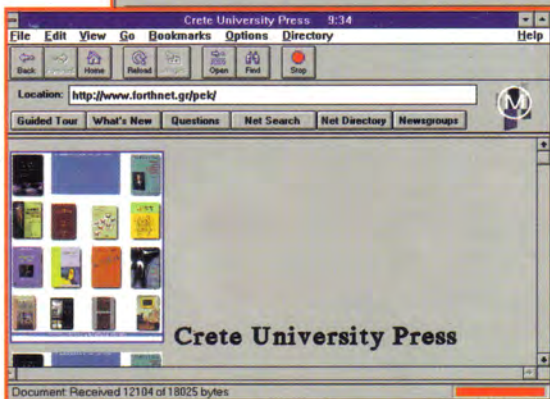 Crete University Press 9:34
File Edit View Go Bookmarks Options Directory Help
Back Home Reload Open Find Stop
Location: http://www.forthnet.gr/pek/
Guided Tour What's New Questions Net Search Net Directory Newsgroups
M
Crete University Press
Document: Received 12104 of 18025 bytes